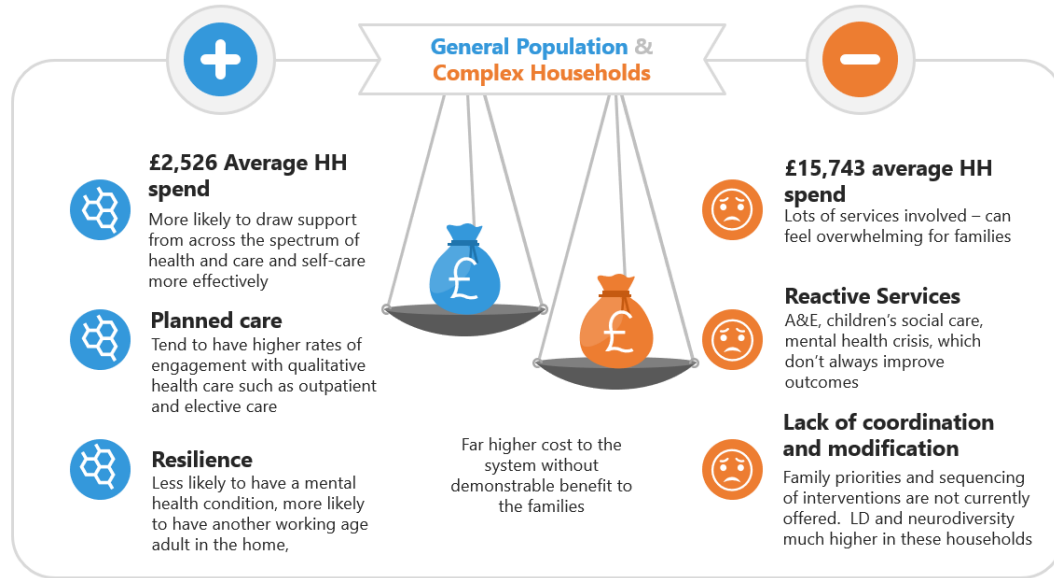 General Population &
Complex Households
£2,526 Average HH
spend
More likely to draw support
from across the spectrum of
health and care and self-care
more effectively
Planned care
Tend to have higher rates of
engagement with qualitative
health care such as outpatient
and elective care
Resilience
Less likely to have a mental
health condition, more likely
to have another working age
adult in the home,
£
£
Far higher cost to the
system without
demonstrable benefit to
the families
£15,743 average HH
spend
Lots of services involved – can
feel overwhelming for families
Reactive Services
A&E, children’s social care,
mental health crisis, which
don’t always improve
outcomes
Lack of coordination
and modification
Family priorities and sequencing
of interventions are not currently
offered.  LD and neurodiversity
much higher in these households